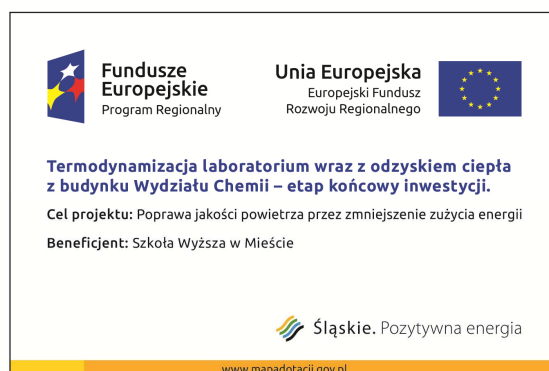 Fundusze
Europejskie
Program Regionalny
Unia Europejska
Europejski Fundusz
Rozwoju Regionalnego
Termodynamizacja laboratorium wraz z odzyskiem ciepła
z budynku Wydziału Chemii – etap końcowy inwestycji.
Cel projektu: Poprawa jakości powietrza przez zmniejszenie zużycia energii
Beneficjent: Szkoła Wyższa w Mieście
Śląskie. Pozytywna energia
www.mapadotacji.gov.pl